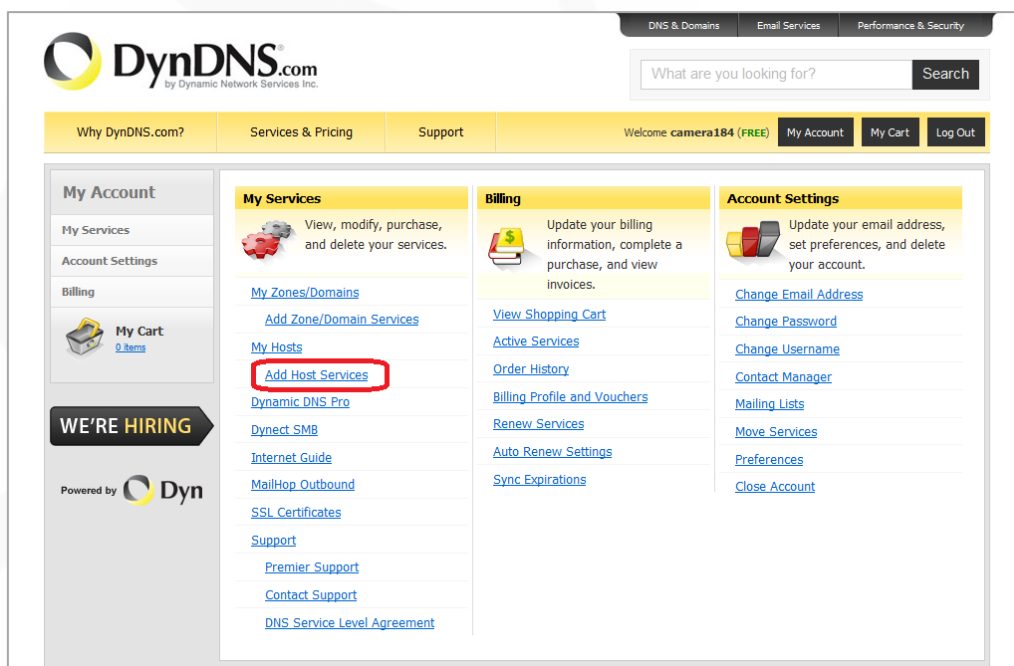 DNS & Domains Email Services Performance & Security
DynDNS.com
by Dynamic Network Services Inc.
What are you looking for? Search
Why DynDNS.com? Services & Pricing Support Welcome camera184 (FREE) My Account My Cart Log Out
My Account
My Services
Account Settings
Billing
My Cart
0 items
WE'RE HIRING
Powered by Dyn
My Services
View, modify, purchase,
and delete your services.
My Zones/Domains
Add Zone/Domain Services
My Hosts
Add Host Services
Dynamic DNS Pro
Dynect SMB
Internet Guide
MailHop Outbound
SSL Certificates
Support
Premier Support
Contact Support
DNS Service Level Agreement
Billing
$
Update your billing
information, complete a
purchase, and view
invoices.
View Shopping Cart
Active Services
Order History
Billing Profile and Vouchers
Renew Services
Auto Renew Settings
Sync Expirations
Account Settings
Update your email address,
set preferences, and delete
your account.
Change Email Address
Change Password
Change Username
Contact Manager
Mailing Lists
Move Services
Preferences
Close Account